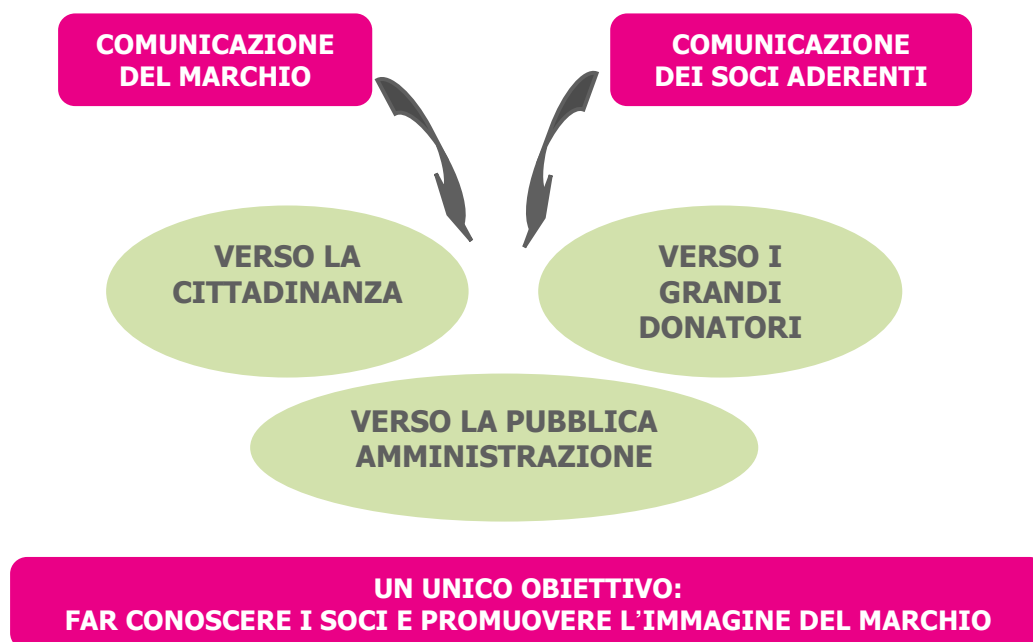 COMUNICAZIONE
DEL MARCHIO
COMUNICAZIONE
DEI SOCI ADERENTI
VERSO LA
CITTADINANZA
VERSO I
GRANDI
DONATORI
VERSO LA PUBBLICA
AMMINISTRAZIONE
UN UNICO OBIETTIVO:
FAR CONOSCERE I SOCI E PROMUOVERE L’IMMAGINE DEL MARCHIO